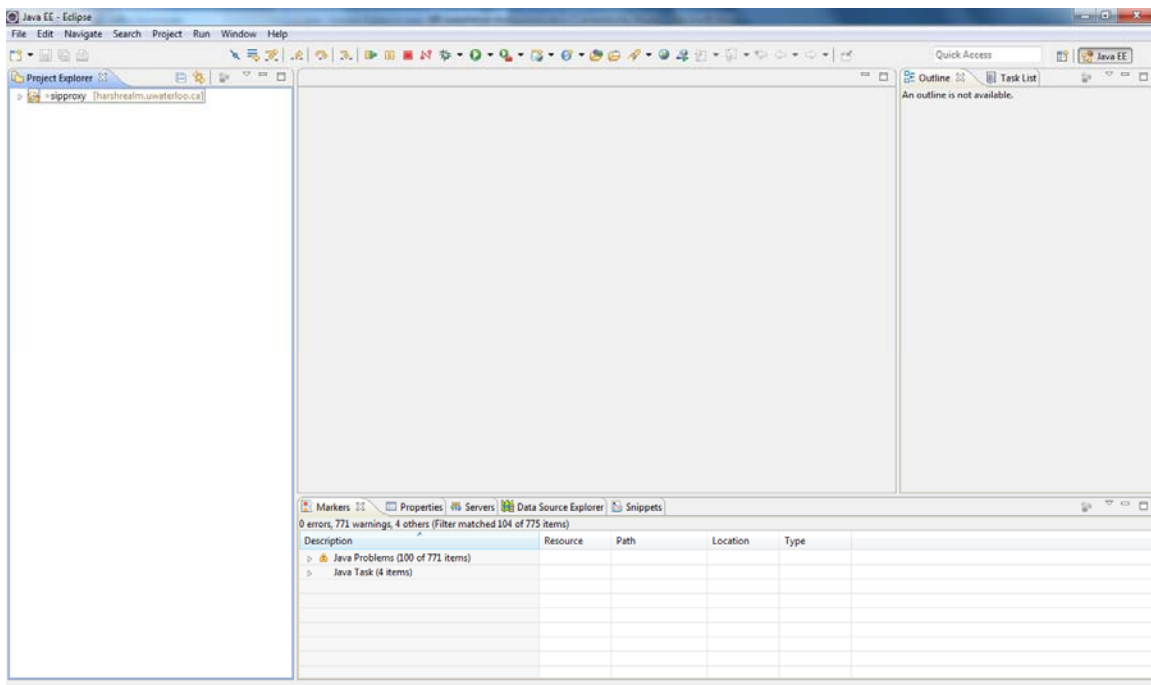 Java EE - Eclipse
File Edit Navigate Search Project Run Window Help
Quick Access
Java EE
Project Explorer
>sipproxy [harshrealm.uwaterloo.ca]
Outline
Task List
An outline is not available.
Markers
Properties
Servers
Data Source Explorer
Snippets
0 errors, 771 warnings, 4 others (Filter matched 104 of 775 items)
Description Resource Path Location Type
Java Problems (100 of 771 items)
Java Task (4 items)